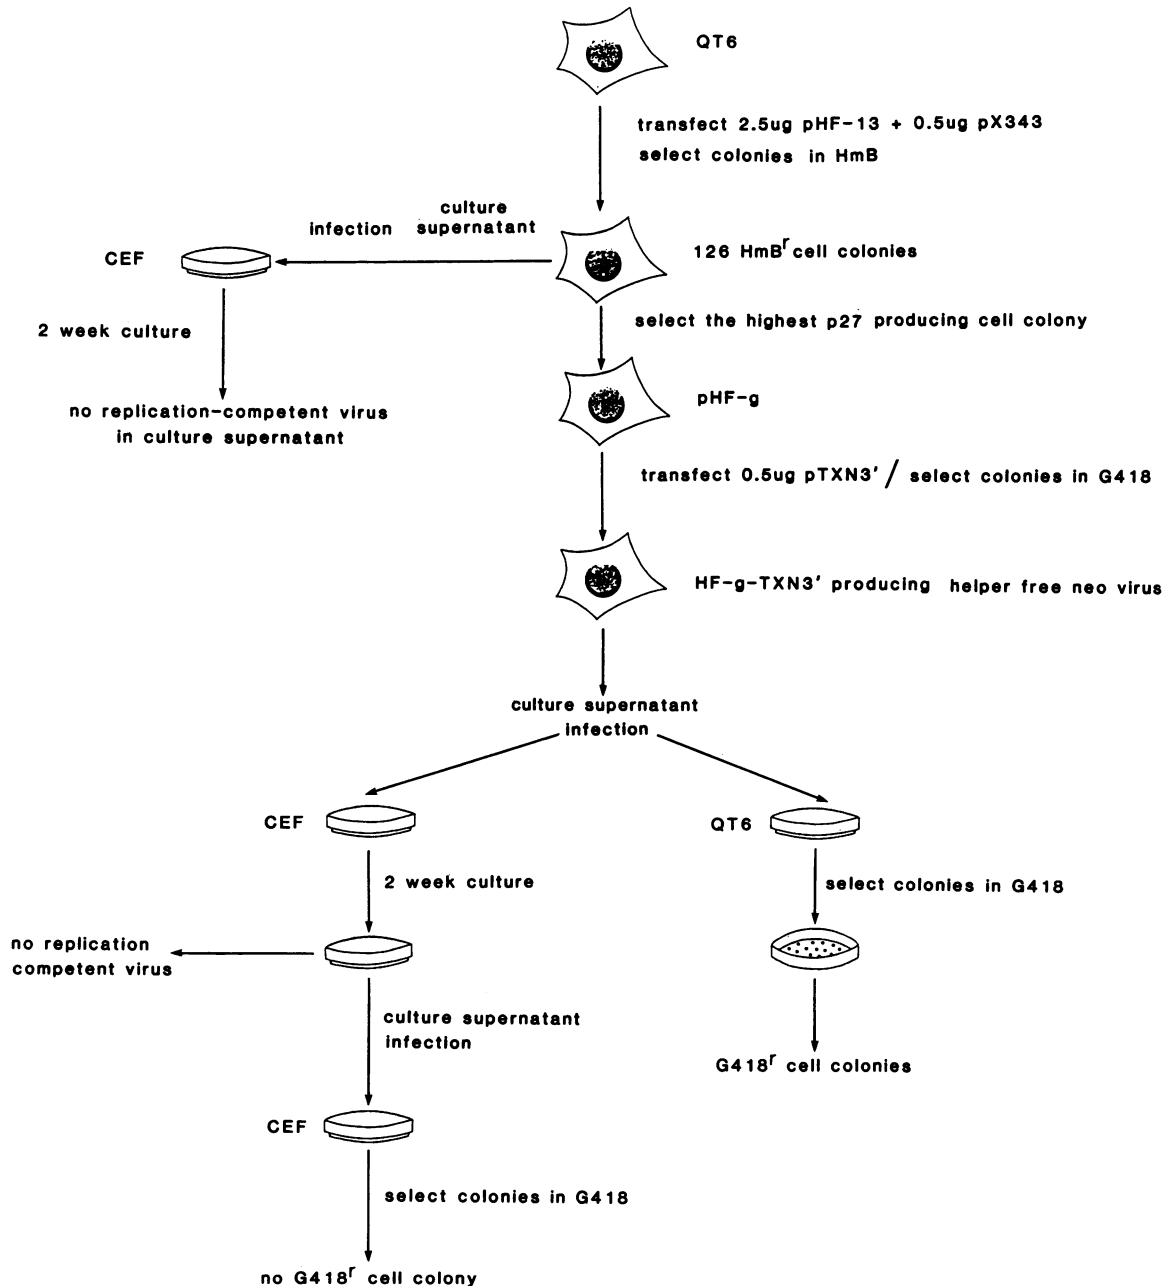 QT6
transfect 2.5ug pHF-13 + 0.5ug pX343
select colonies in HmB
culture
infection supernatant
CEF
126 HmBʳ cell colonies
2 week culture
select the highest p27 producing cell colony
no replication-competent virus
in culture supernatant
pHF-g
transfect 0.5ug pTXN3′ / select colonies in G418
HF-g-TXN3′ producing helper free neo virus
culture supernatant
infection
CEF
QT6
2 week culture
select colonies in G418
no replication
competent virus
culture supernatant
infection
G418ʳ cell colonies
CEF
select colonies in G418
no G418ʳ cell colony